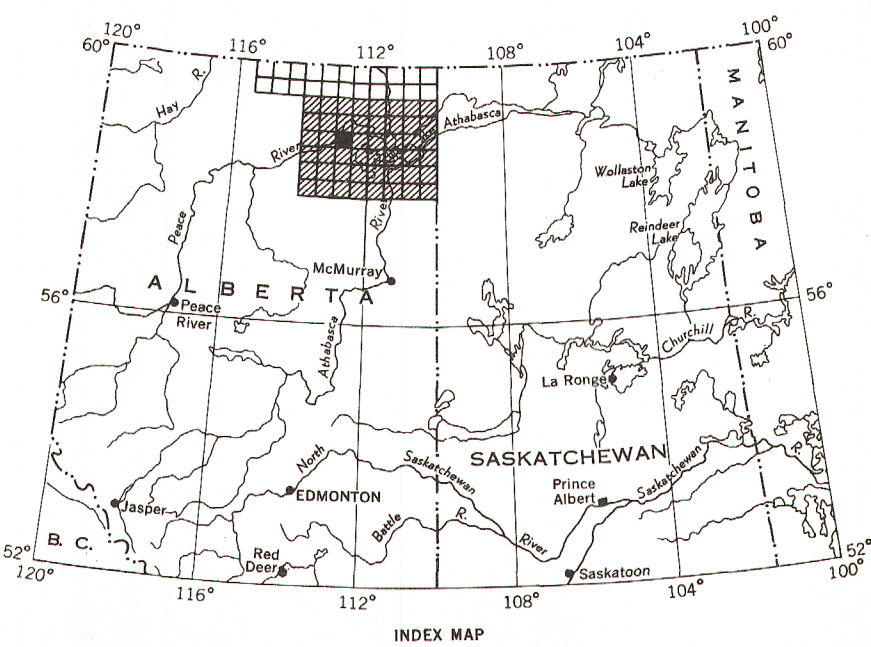 120°
116°
112°
108°
104°
100°
60°
60°
Hay
R.
MANITOBA
Athabasca
Lake
River
Wollaston
Lake
River
Reindeer
Lake
Peace
McMurray
ALBERTA
56°
56°
Peace
River
R.
Churchill
Athabasca
La Ronge
SASKATCHEWAN
North
Saskatchewan
Saskatchewan
R.
EDMONTON
Prince
Albert
Jasper
Battle
R.
River
B. C.
Red
Deer
Saskatoon
52°
52°
120°
116°
112°
108°
104°
100°
INDEX MAP